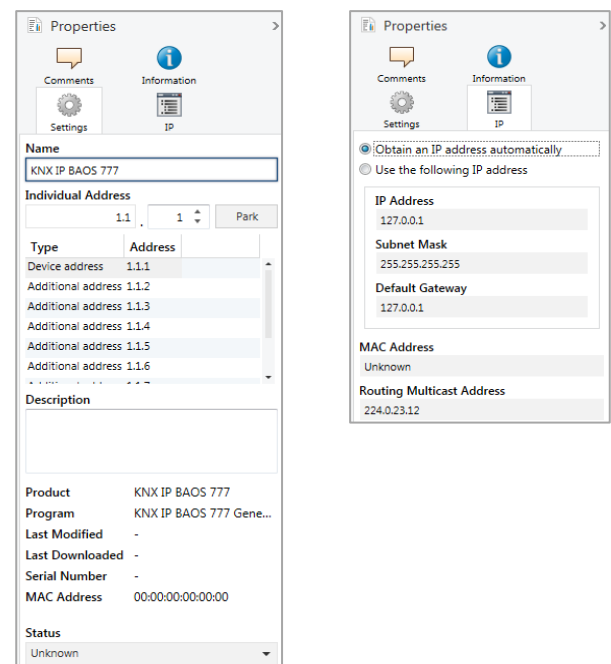 Properties
Comments Information
Settings IP
Name
KNX IP BAOS 777
Individual Address
1.1 . 1 Park
Type Address
Device address 1.1.1
Additional address 1.1.2
Additional address 1.1.3
Additional address 1.1.4
Additional address 1.1.5
Additional address 1.1.6
Description
Product KNX IP BAOS 777
Program KNX IP BAOS 777 Gene...
Last Modified -
Last Downloaded -
Serial Number -
MAC Address 00:00:00:00:00:00
Status
Unknown
Properties
Comments Information
Settings IP
Obtain an IP address automatically
Use the following IP address
IP Address
127.0.0.1
Subnet Mask
255.255.255.255
Default Gateway
127.0.0.1
MAC Address
Unknown
Routing Multicast Address
224.0.23.12